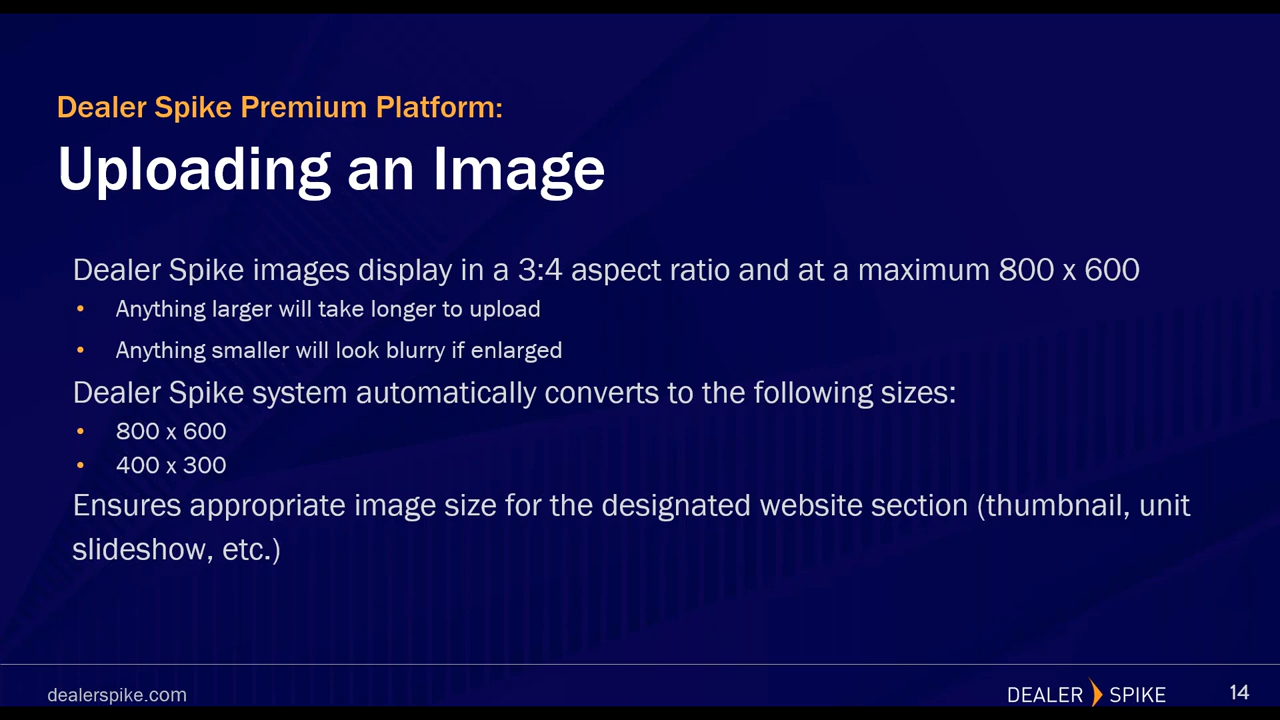 Dealer Spike Premium Platform:
Uploading an Image
Dealer Spike images display in a 3:4 aspect ratio and at a maximum 800 x 600
• Anything larger will take longer to upload
• Anything smaller will look blurry if enlarged
Dealer Spike system automatically converts to the following sizes:
• 800 x 600
• 400 x 300
Ensures appropriate image size for the designated website section (thumbnail, unit
slideshow, etc.)
dealerspike.com
DEALER SPIKE
14